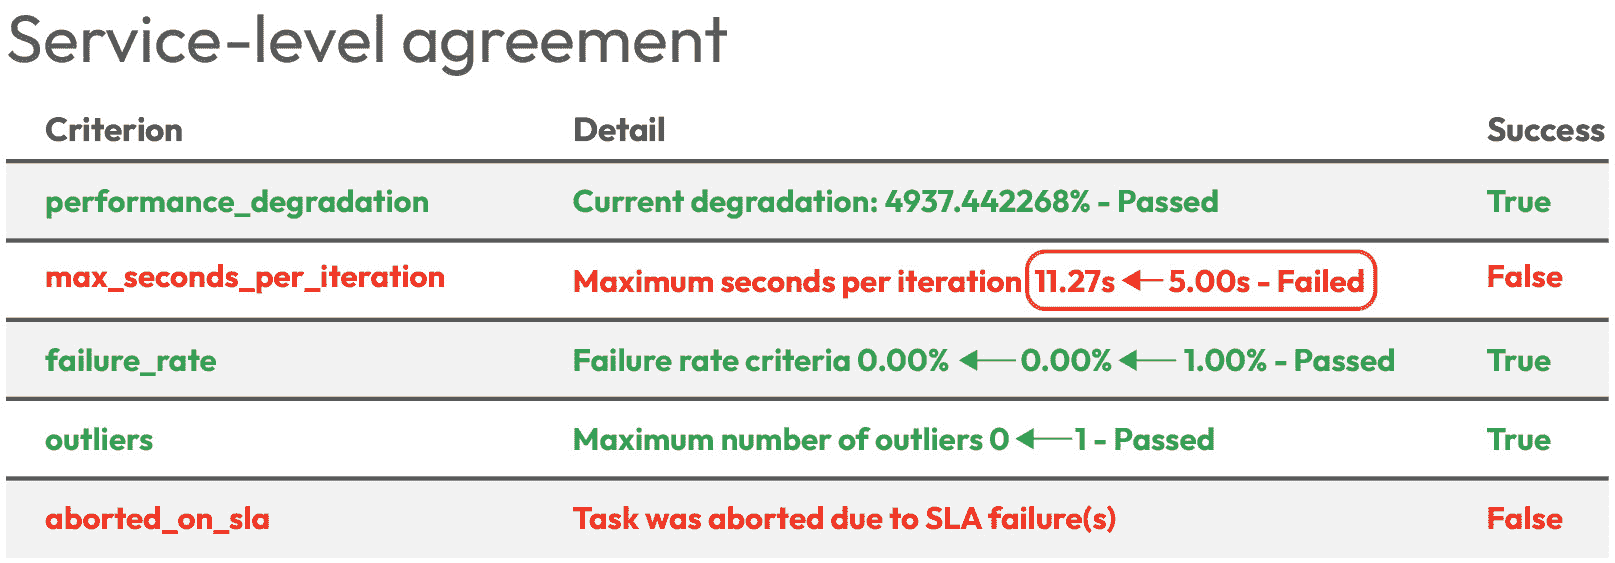 Service-level agreement
Criterion Detail Success
performance_degradation Current degradation: 4937.442268% - Passed True
max_seconds_per_iteration Maximum seconds per iteration 11.27s ← 5.00s - Failed False
failure_rate Failure rate criteria 0.00% ← 0.00% ← 1.00% - Passed True
outliers Maximum number of outliers 0 ← 1 - Passed True
aborted_on_sla Task was aborted due to SLA failure(s) False